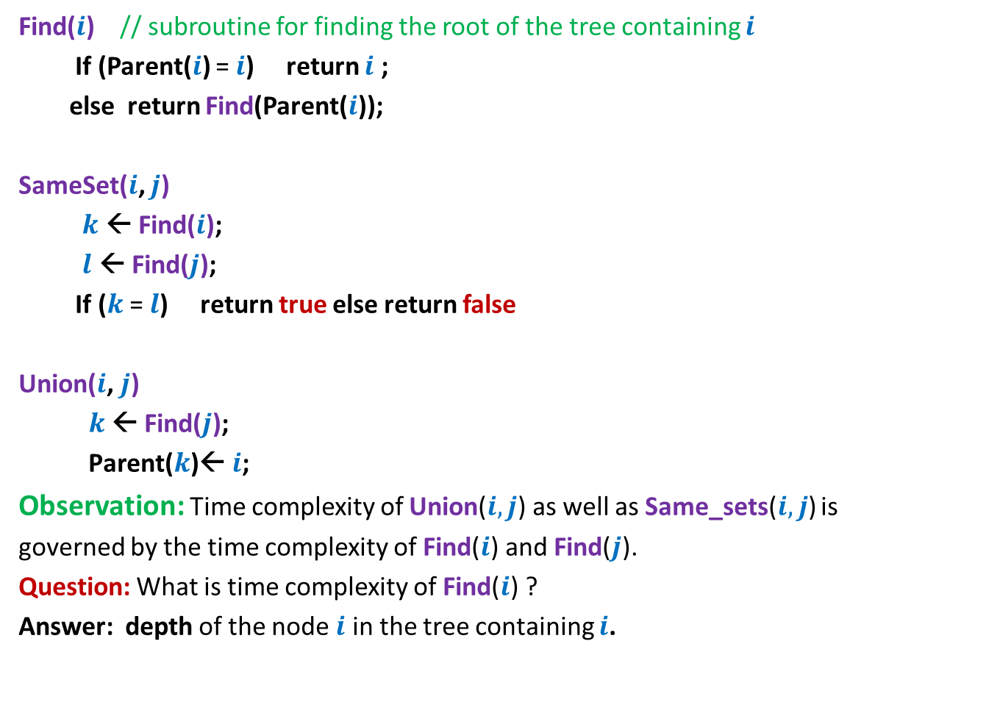 Find(i) // subroutine for finding the root of the tree containing i
If (Parent(i) = i) return i ;
else return Find(Parent(i));
SameSet(i, j)
k ← Find(i);
l ← Find(j);
If (k = l) return true else return false
Union(i, j)
k ← Find(j);
Parent(k)← i;
Observation: Time complexity of Union(i, j) as well as Same_sets(i, j) is
governed by the time complexity of Find(i) and Find(j).
Question: What is time complexity of Find(i) ?
Answer: depth of the node i in the tree containing i.